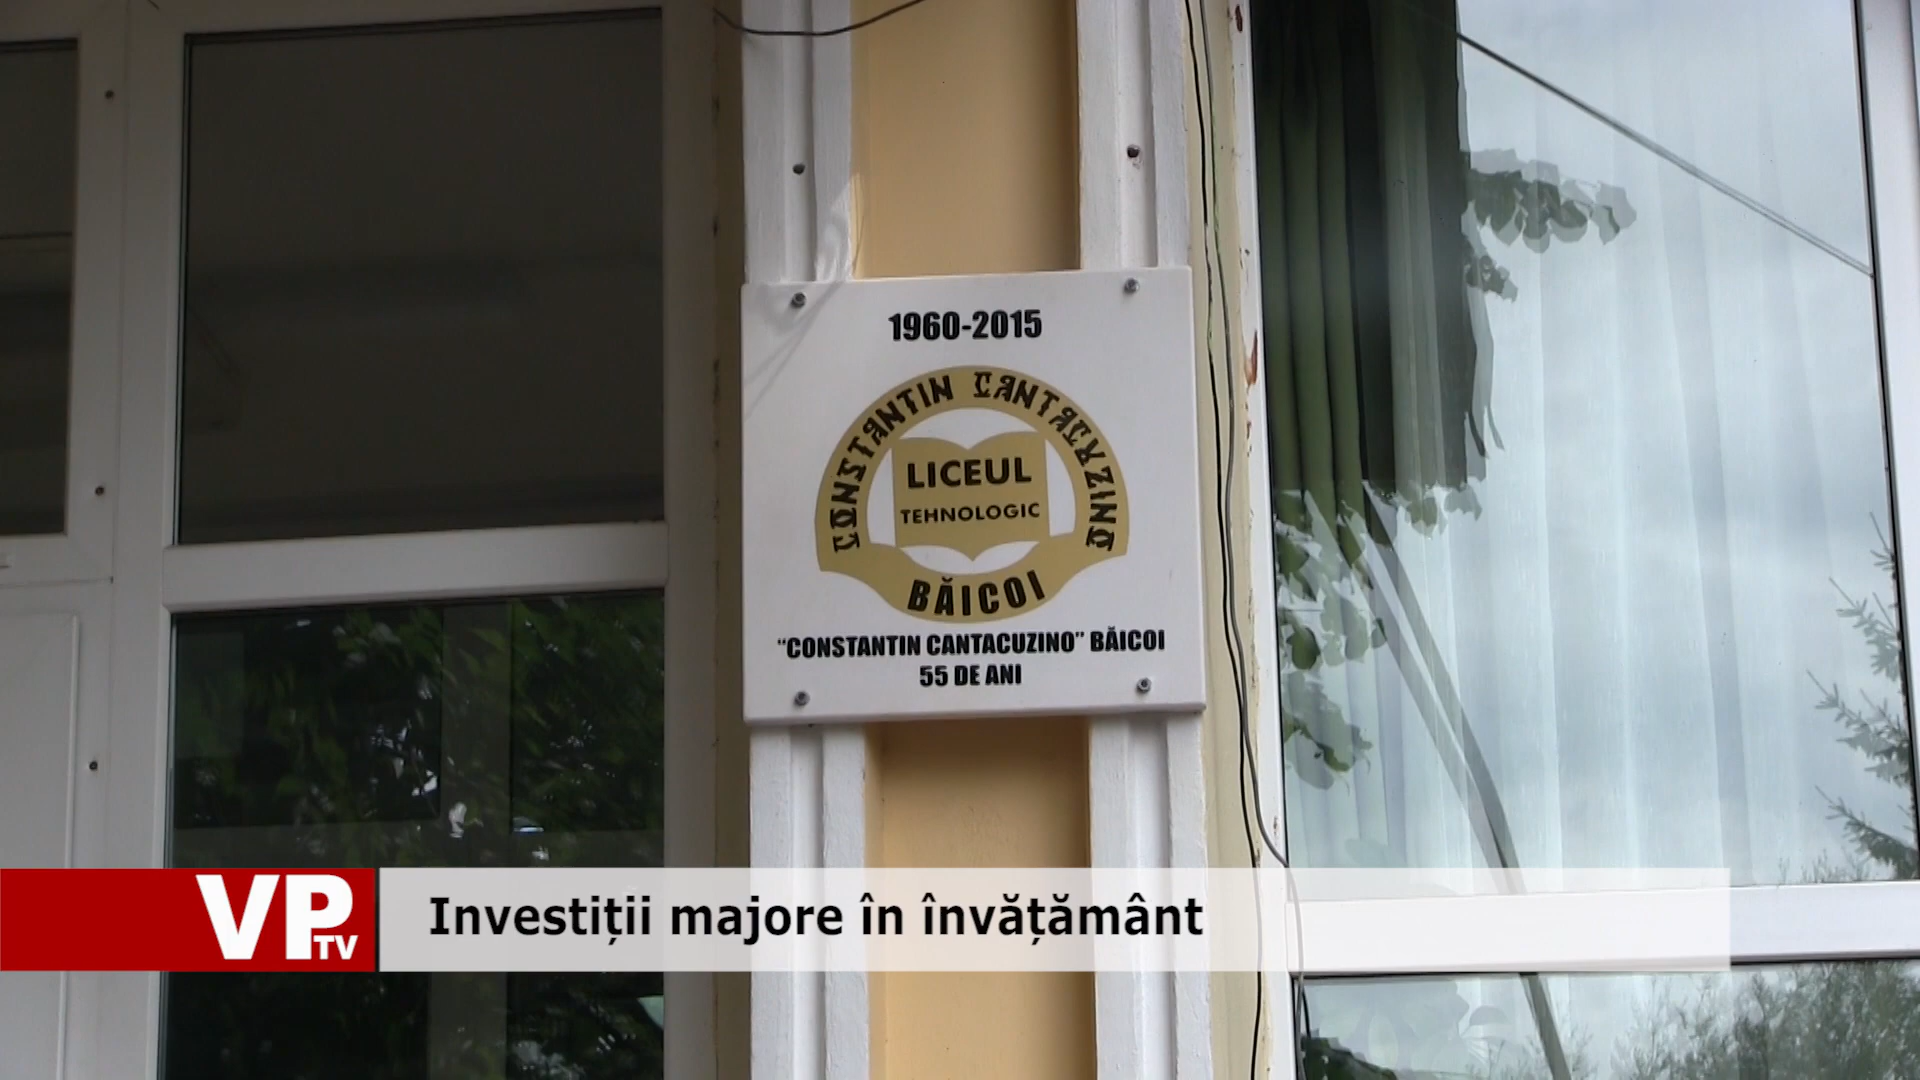 1960-2015
CONSTANTIN CANTACUZINO
LICEUL
TEHNOLOGIC
BĂICOI
"CONSTANTIN CANTACUZINO" BĂICOI
55 DE ANI
VP TV
Investiții majore în învățământ